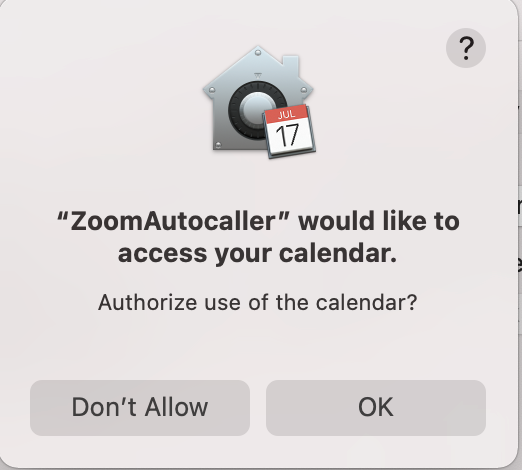 ?
JUL
17
“ZoomAutocaller” would like to
access your calendar.
Authorize use of the calendar?
Don’t Allow
OK